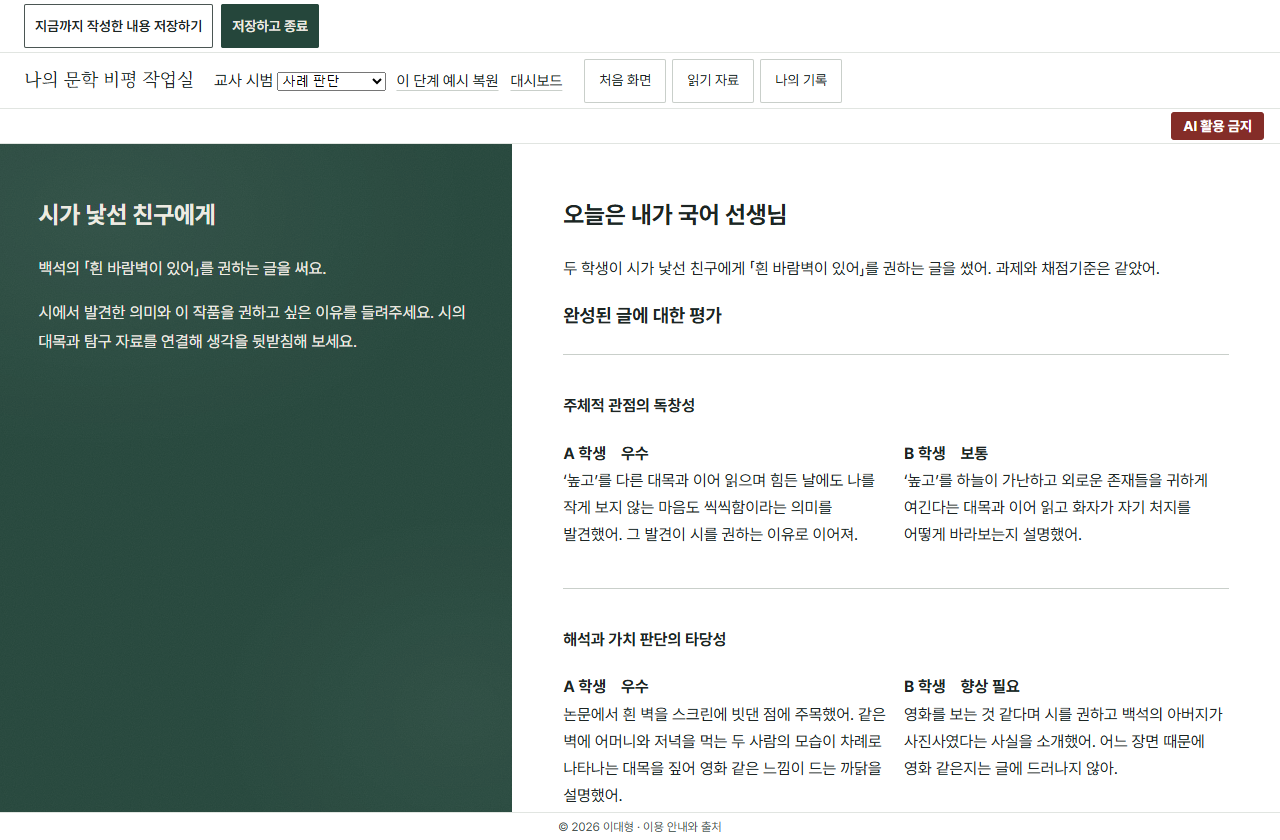 지금까지 작성한 내용 저장하기 저장하고 종료
나의 문학 비평 작업실 교사 시범 사례 판단 이 단계 예시 복원 대시보드 처음 화면 읽기 자료 나의 기록
AI 활용 금지
시가 낯선 친구에게
백석의 「흰 바람벽이 있어」를 권하는 글을 써요.
시에서 발견한 의미와 이 작품을 권하고 싶은 이유를 들려주세요. 시의
대목과 탐구 자료를 연결해 생각을 뒷받침해 보세요.
오늘은 내가 국어 선생님
두 학생이 시가 낯선 친구에게 「흰 바람벽이 있어」를 권하는 글을 썼어. 과제와 채점기준은 같았어.
완성된 글에 대한 평가
주체적 관점의 독창성
A 학생 우수
‘높고’를 다른 대목과 이어 읽으며 힘든 날에도 나를
작게 보지 않는 마음도 씩씩함이라는 의미를
발견했어. 그 발견이 시를 권하는 이유로 이어져.
B 학생 보통
‘높고’를 하늘이 가난하고 외로운 존재들을 귀하게
여긴다는 대목과 이어 읽고 화자가 자기 처지를
어떻게 바라보는지 설명했어.
해석과 가치 판단의 타당성
A 학생 우수
논문에서 흰 벽을 스크린에 빗댄 점에 주목했어. 같은
벽에 어머니와 저녁을 먹는 두 사람의 모습이 차례로
나타나는 대목을 짚어 영화 같은 느낌이 드는 까닭을
설명했어.
B 학생 향상 필요
영화를 보는 것 같다며 시를 권하고 백석의 아버지가
사진사였다는 사실을 소개했어. 어느 장면 때문에
영화 같은지는 글에 드러나지 않아.
© 2026 이대형 · 이용 안내와 출처